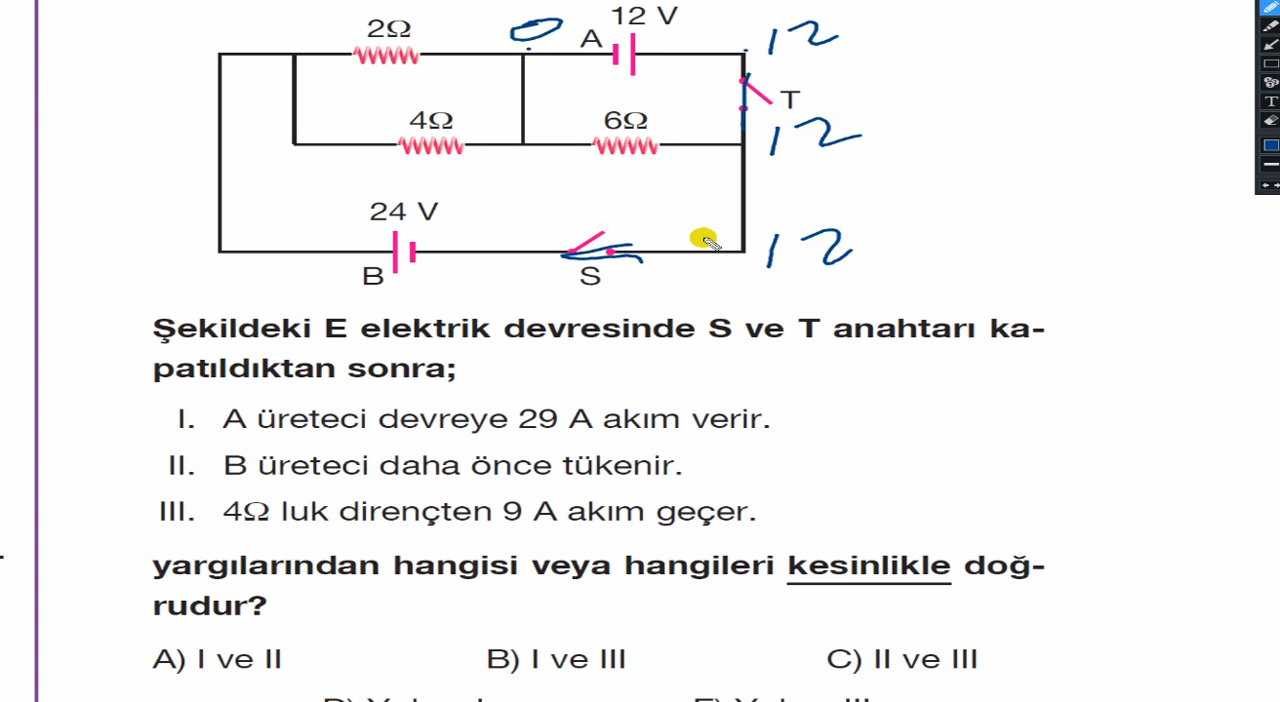 12 V
2Ω
0
A
12
T
4Ω
6Ω
12
24 V
12
B
S
Şekildeki E elektrik devresinde S ve T anahtarı ka-
patıldıktan sonra;
I. A üreteci devreye 29 A akım verir.
II. B üreteci daha önce tükenir.
III. 4Ω luk dirençten 9 A akım geçer.
yargılarından hangisi veya hangileri kesinlikle doğ-
rudur?
A) I ve II B) I ve III C) II ve III